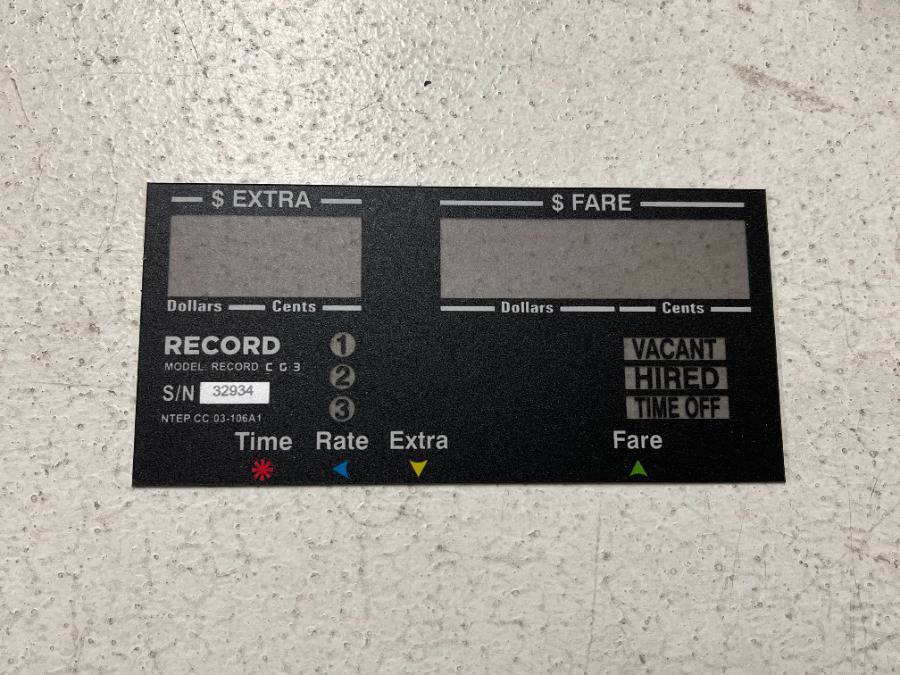 $ EXTRA
$ FARE
Dollars Cents
Dollars Cents
RECORD
MODEL RECORD CG3
S/N 32934
NTEP CC 03-106A1
1
2
3
VACANT
HIRED
TIME OFF
Time Rate Extra Fare